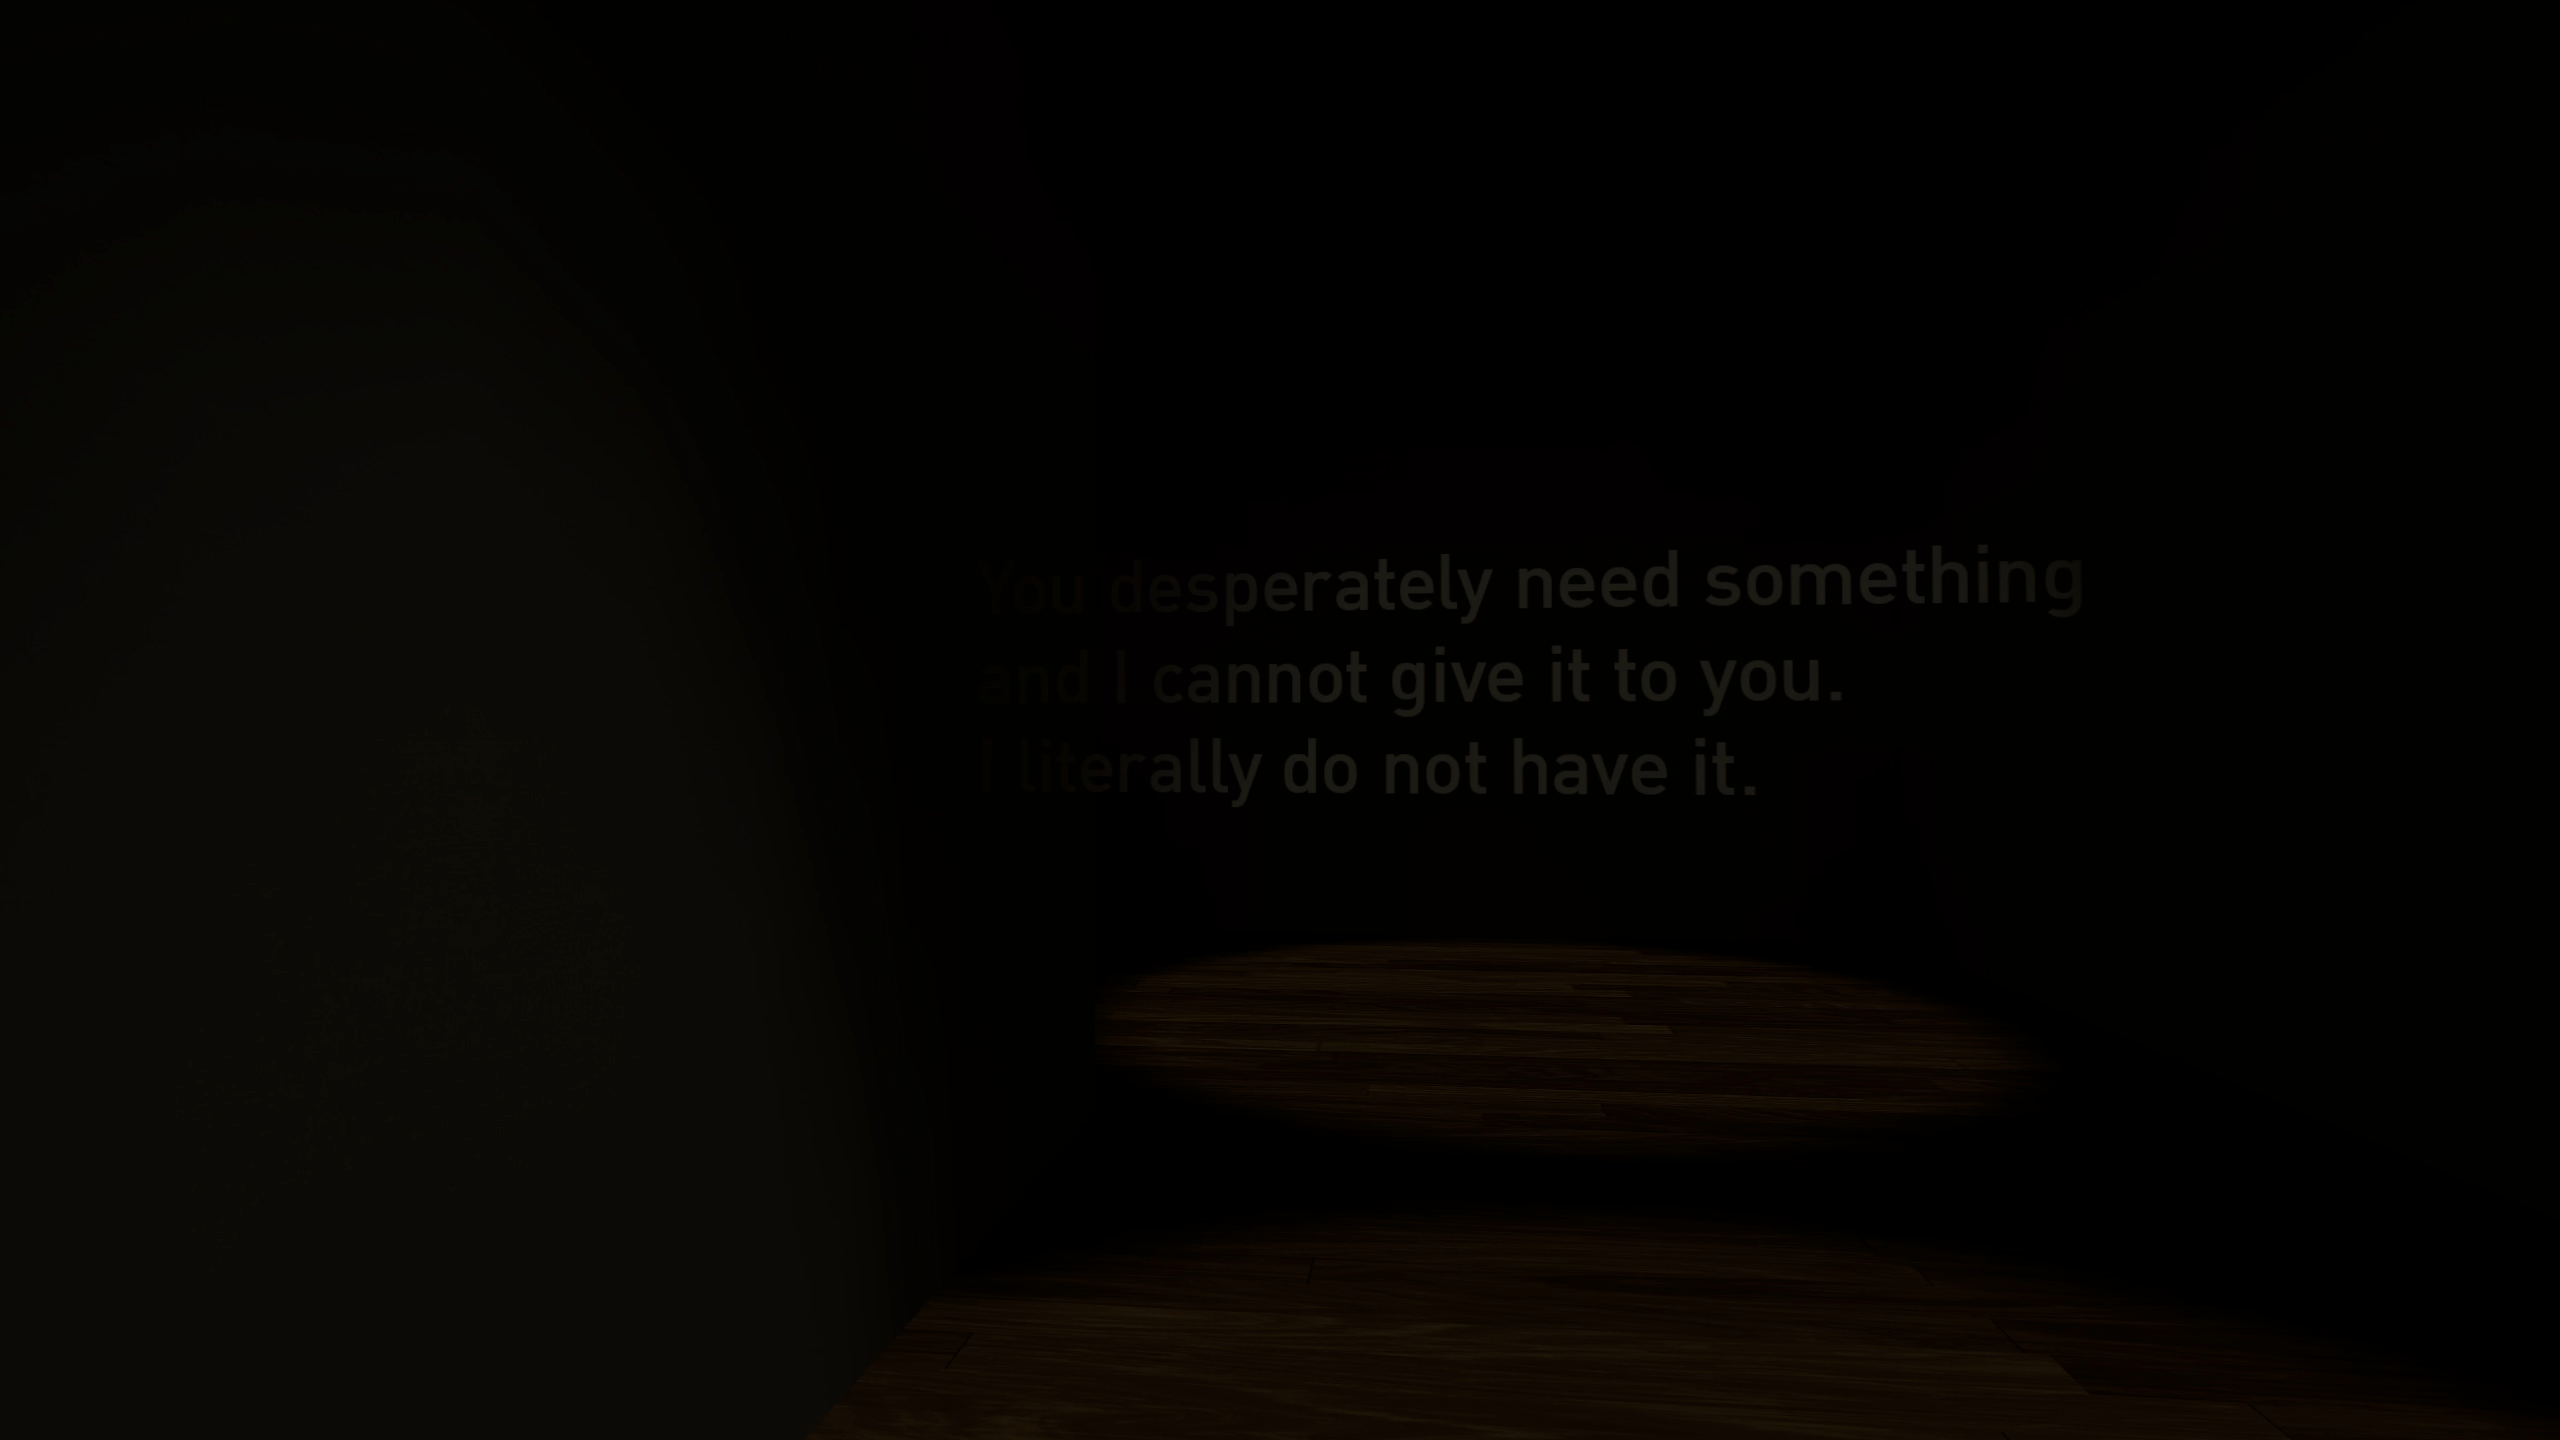 You desperately need something
and I cannot give it to you.
I literally do not have it.